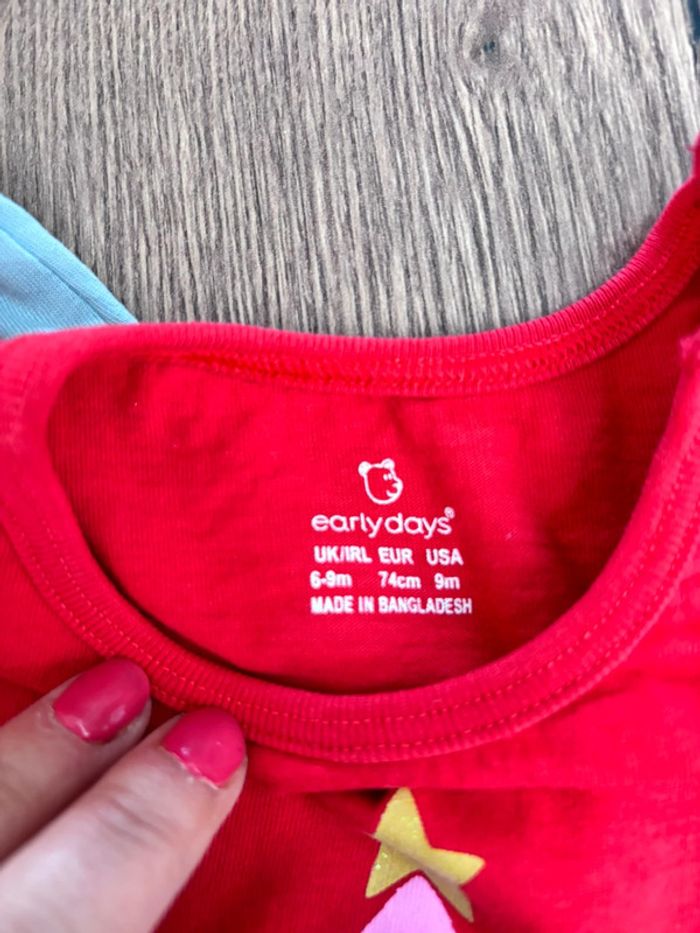 earlydays®
UK/IRL EUR USA
6-9m 74cm 9m
MADE IN BANGLADESH